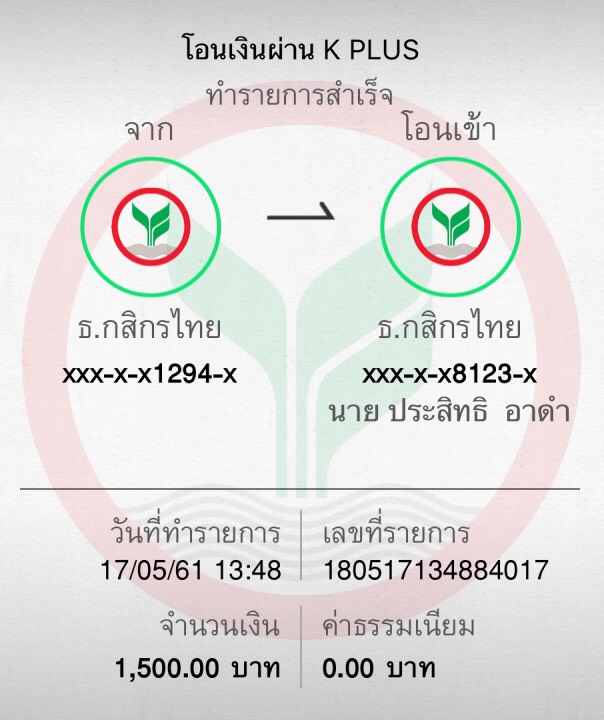 โอนเงินผ่าน K PLUS
ทำรายการสำเร็จ
จาก
โอนเข้า
ธ.กสิกรไทย
ธ.กสิกรไทย
xxx-x-x1294-x
xxx-x-x8123-x
นาย ประสิทธิ อาดำ
วันที่ทำรายการ
เลขที่รายการ
17/05/61 13:48
180517134884017
จำนวนเงิน
ค่าธรรมเนียม
1,500.00 บาท
0.00 บาท